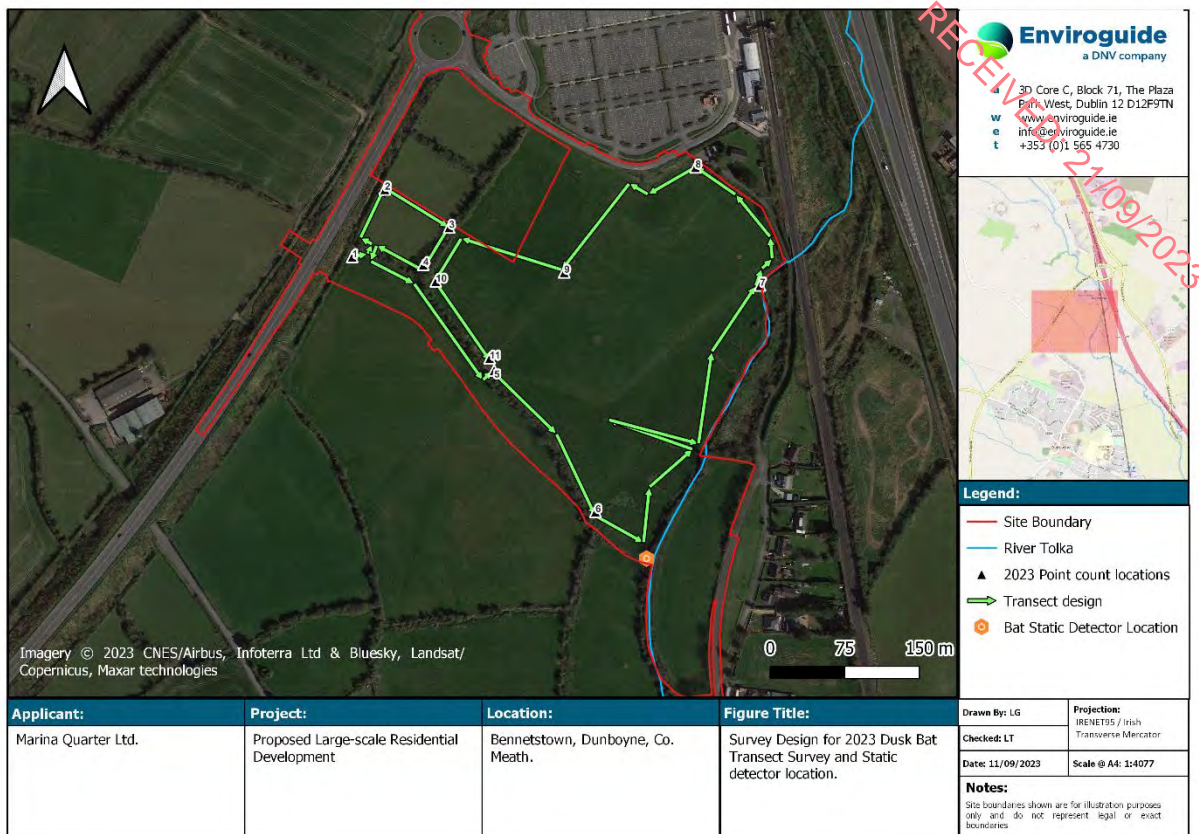 Enviroguide
a DNV company
a 3D Core C, Block 71, The Plaza
Park West, Dublin 12 D12F9TN
w www.enviroguide.ie
e info@enviroguide.ie
t +353 (0)1 565 4730
RECEIVED: 21/09/2023
8
2
3
1
4
9
10
7
11
5
6
Legend:
Site Boundary
River Tolka
2023 Point count locations
Transect design
Bat Static Detector Location
0 75 150 m
Imagery © 2023 CNES/Airbus, Infoterra Ltd & Bluesky, Landsat/
Copernicus, Maxar technologies
Applicant:
Marina Quarter Ltd.
Project:
Proposed Large-scale Residential
Development
Location:
Bennetstown, Dunboyne, Co.
Meath.
Figure Title:
Survey Design for 2023 Dusk Bat
Transect Survey and Static
detector location.
Drawn By: LG
Checked: LT
Date: 11/09/2023
Projection:
IRENET95 / Irish
Transverse Mercator
Scale @ A4: 1:4077
Notes:
Site boundaries shown are for illustration purposes
only and do not represent legal or exact
boundaries